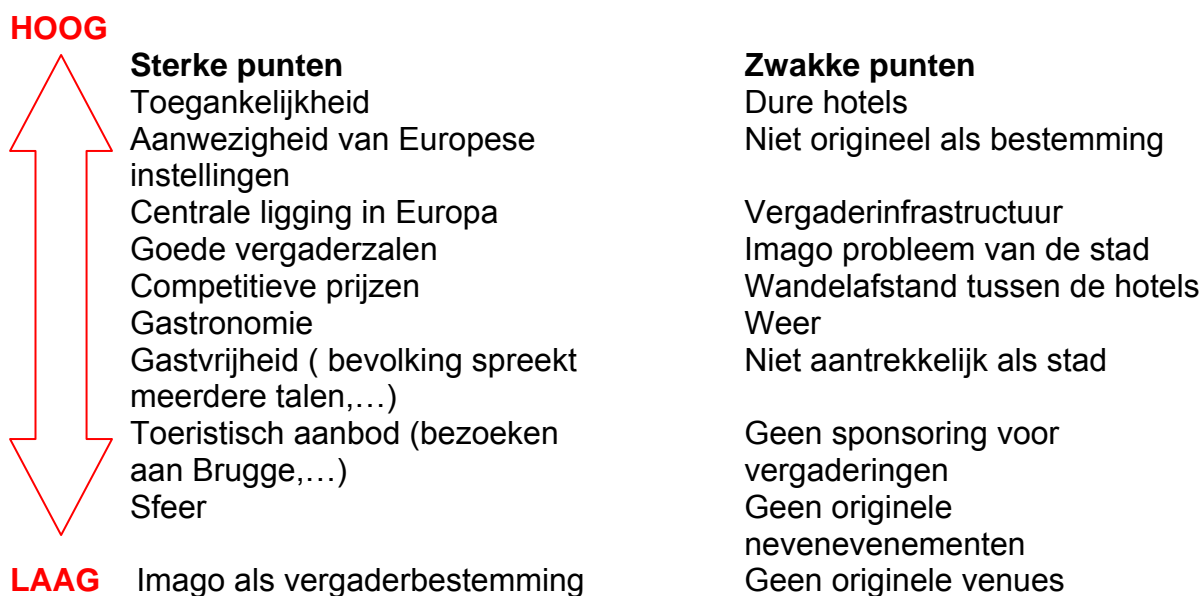 HOOG
Sterke punten
Toegankelijkheid
Aanwezigheid van Europese
instellingen
Centrale ligging in Europa
Goede vergaderzalen
Competitieve prijzen
Gastronomie
Gastvrijheid ( bevolking spreekt
meerdere talen,…)
Toeristisch aanbod (bezoeken
aan Brugge,…)
Sfeer
LAAG Imago als vergaderbestemming
Zwakke punten
Dure hotels
Niet origineel als bestemming
Vergaderinfrastructuur
Imago probleem van de stad
Wandelafstand tussen de hotels
Weer
Niet aantrekkelijk als stad
Geen sponsoring voor
vergaderingen
Geen originele
nevenevenementen
Geen originele venues